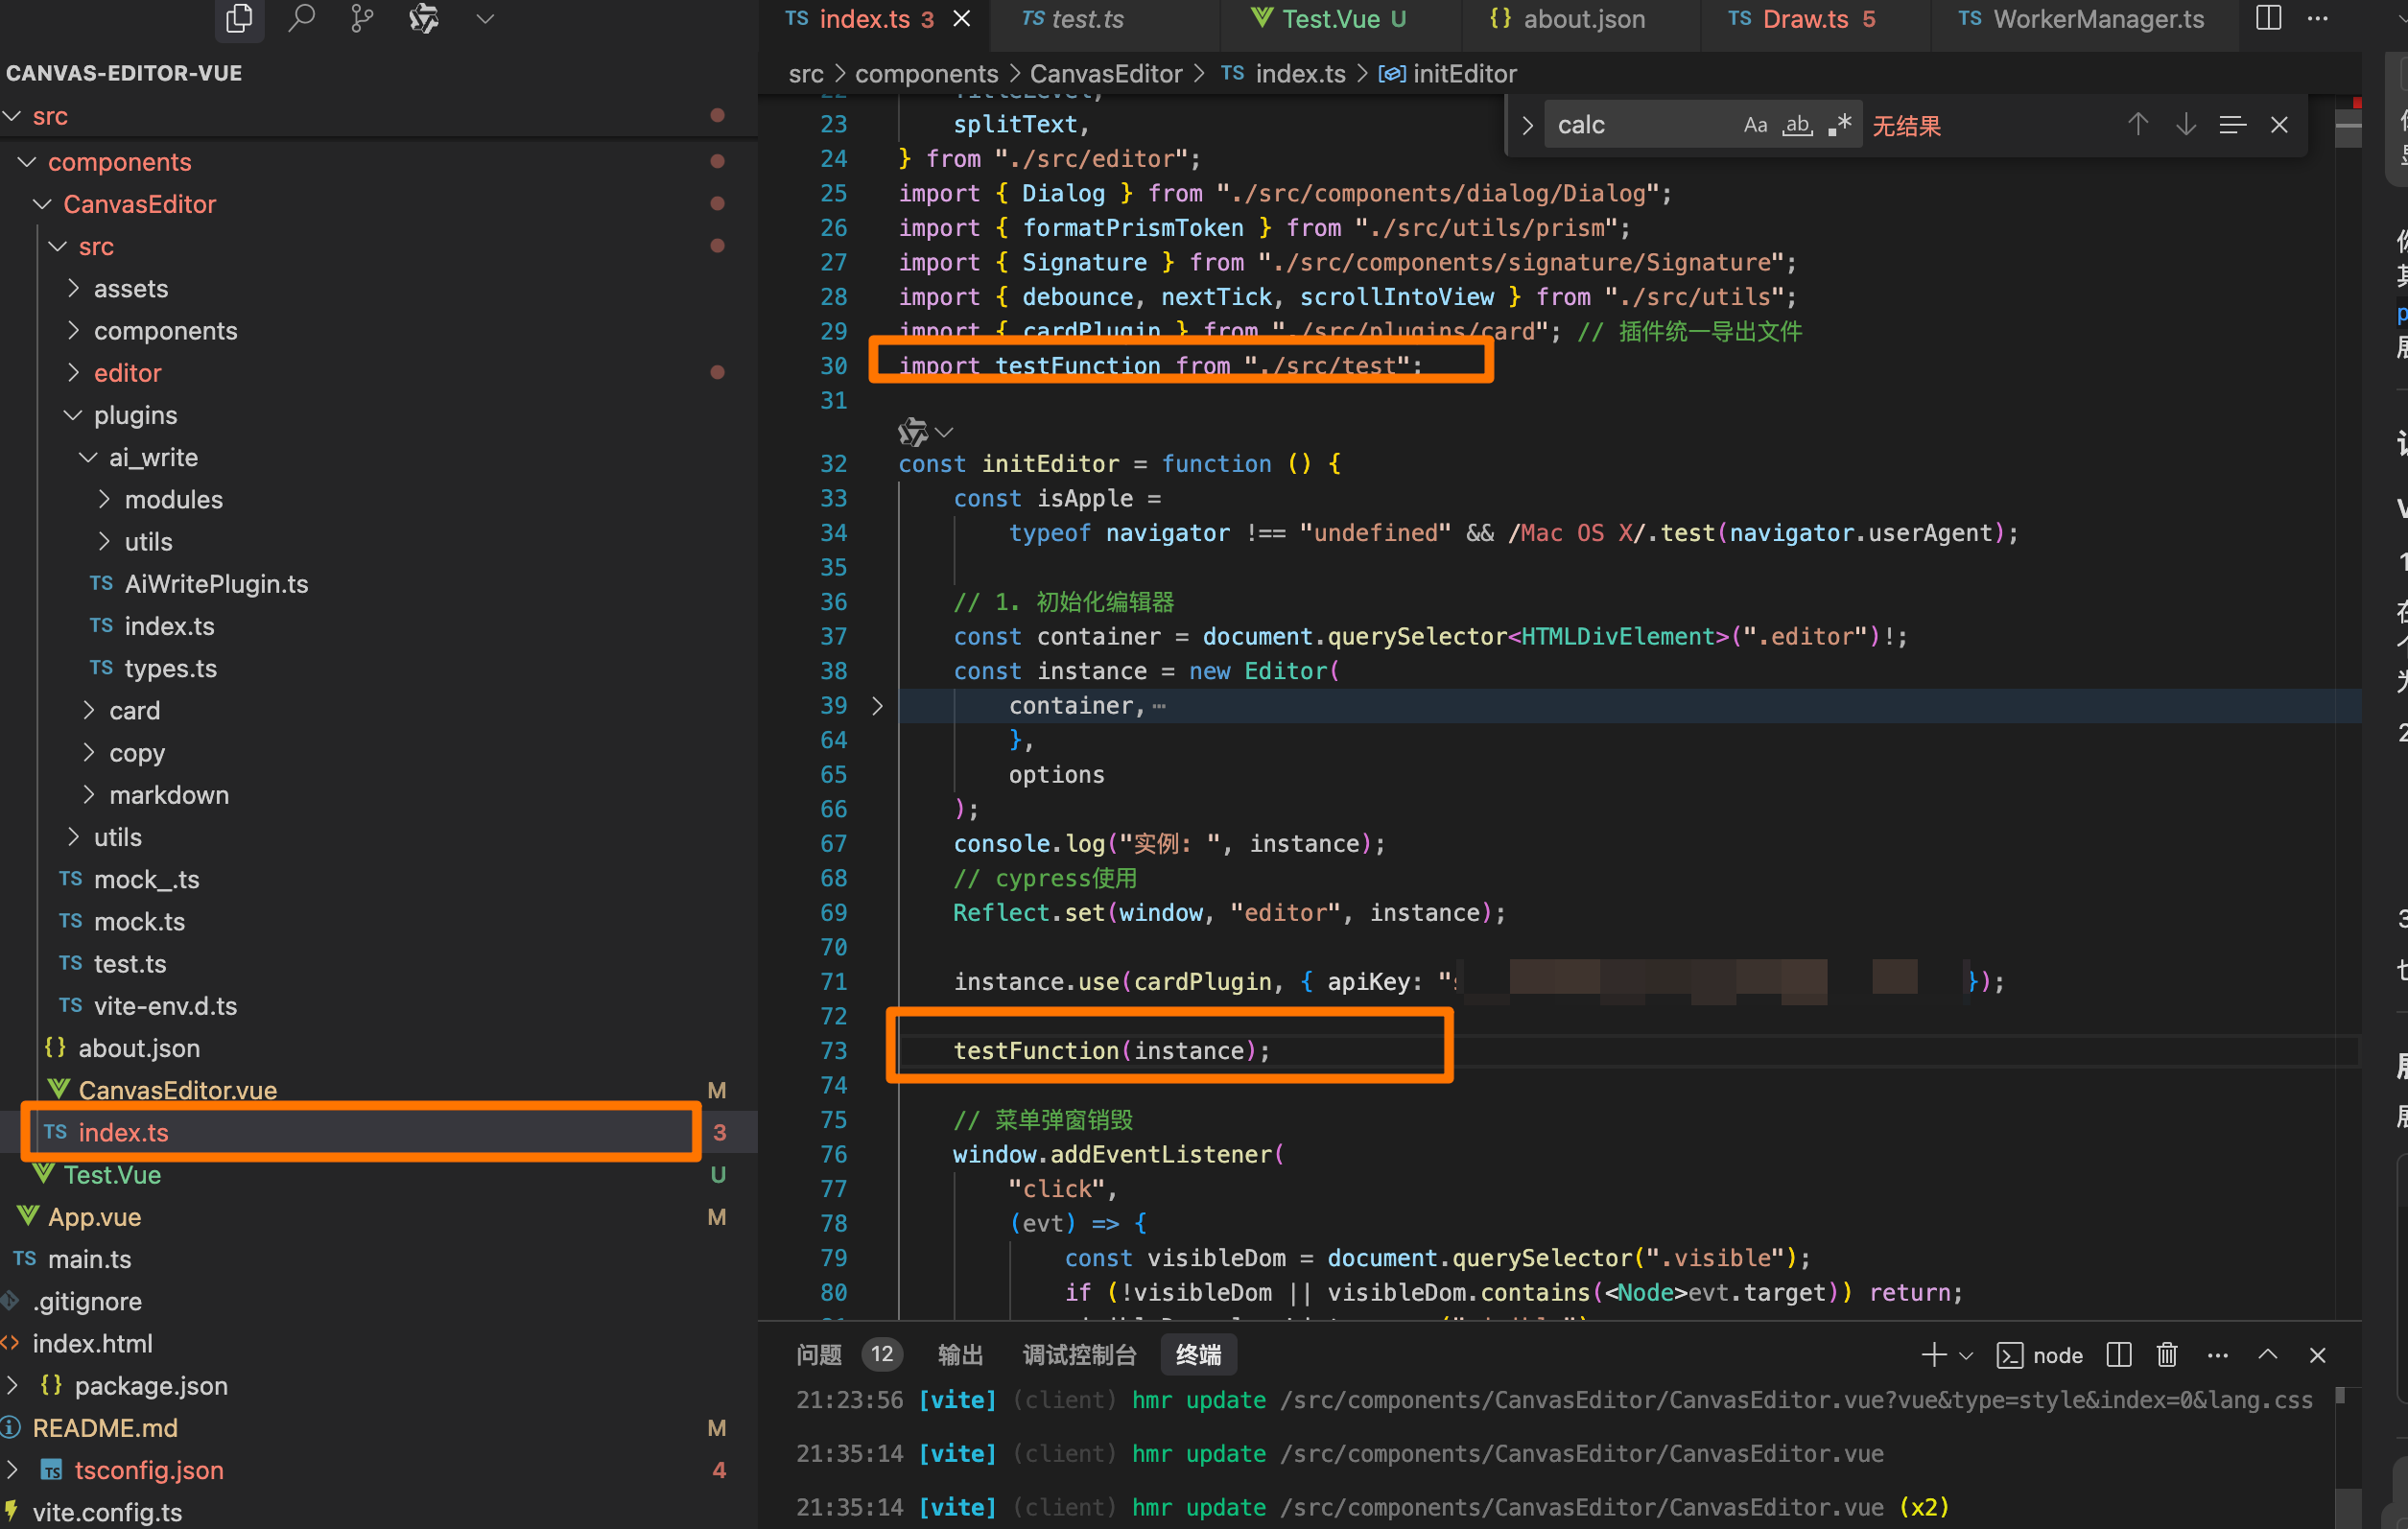 CANVAS-EDITOR-VUE
src
components
CanvasEditor
src
assets
components
editor
plugins
ai_write
modules
utils
TS AiWritePlugin.ts
TS index.ts
TS types.ts
card
copy
markdown
utils
TS mock_.ts
TS mock.ts
TS test.ts
TS vite-env.d.ts
{} about.json
CanvasEditor.vue M
TS index.ts 3
Test.Vue U
App.vue M
TS main.ts
.gitignore
index.html
{} package.json
README.md M
TS tsconfig.json 4
vite.config.ts
TS index.ts 3
TS test.ts
Test.Vue U
{} about.json
TS Draw.ts 5
TS WorkerManager.ts
src > components > CanvasEditor > TS index.ts > initEditor
calc Aa ab .* 无结果
22 TitleLevel,
23 splitText,
24 } from "./src/editor";
25 import { Dialog } from "./src/components/dialog/Dialog";
26 import { formatPrismToken } from "./src/utils/prism";
27 import { Signature } from "./src/components/signature/Signature";
28 import { debounce, nextTick, scrollIntoView } from "./src/utils";
29 import { cardPlugin } from "./src/plugins/card"; // 插件统一导出文件
30 import testFunction from "./src/test";
31
32 const initEditor = function () {
33 const isApple =
34 typeof navigator !== "undefined" && /Mac OS X/.test(navigator.userAgent);
35
36 // 1. 初始化编辑器
37 const container = document.querySelector<HTMLDivElement>(".editor")!;
38 const instance = new Editor(
39 container, ⋯
64 },
65 options
66 );
67 console.log("实例: ", instance);
68 // cypress使用
69 Reflect.set(window, "editor", instance);
70
71 instance.use(cardPlugin, { apiKey: " });
72
73 testFunction(instance);
74
75 // 菜单弹窗销毁
76 window.addEventListener(
77 "click",
78 (evt) => {
79 const visibleDom = document.querySelector(".visible");
80 if (!visibleDom || visibleDom.contains(<Node>evt.target)) return;
问题 12 输出 调试控制台 终端 node
21:23:56 [vite] (client) hmr update /src/components/CanvasEditor/CanvasEditor.vue?vue&type=style&index=0&lang.css
21:35:14 [vite] (client) hmr update /src/components/CanvasEditor/CanvasEditor.vue
21:35:14 [vite] (client) hmr update /src/components/CanvasEditor/CanvasEditor.vue (x2)